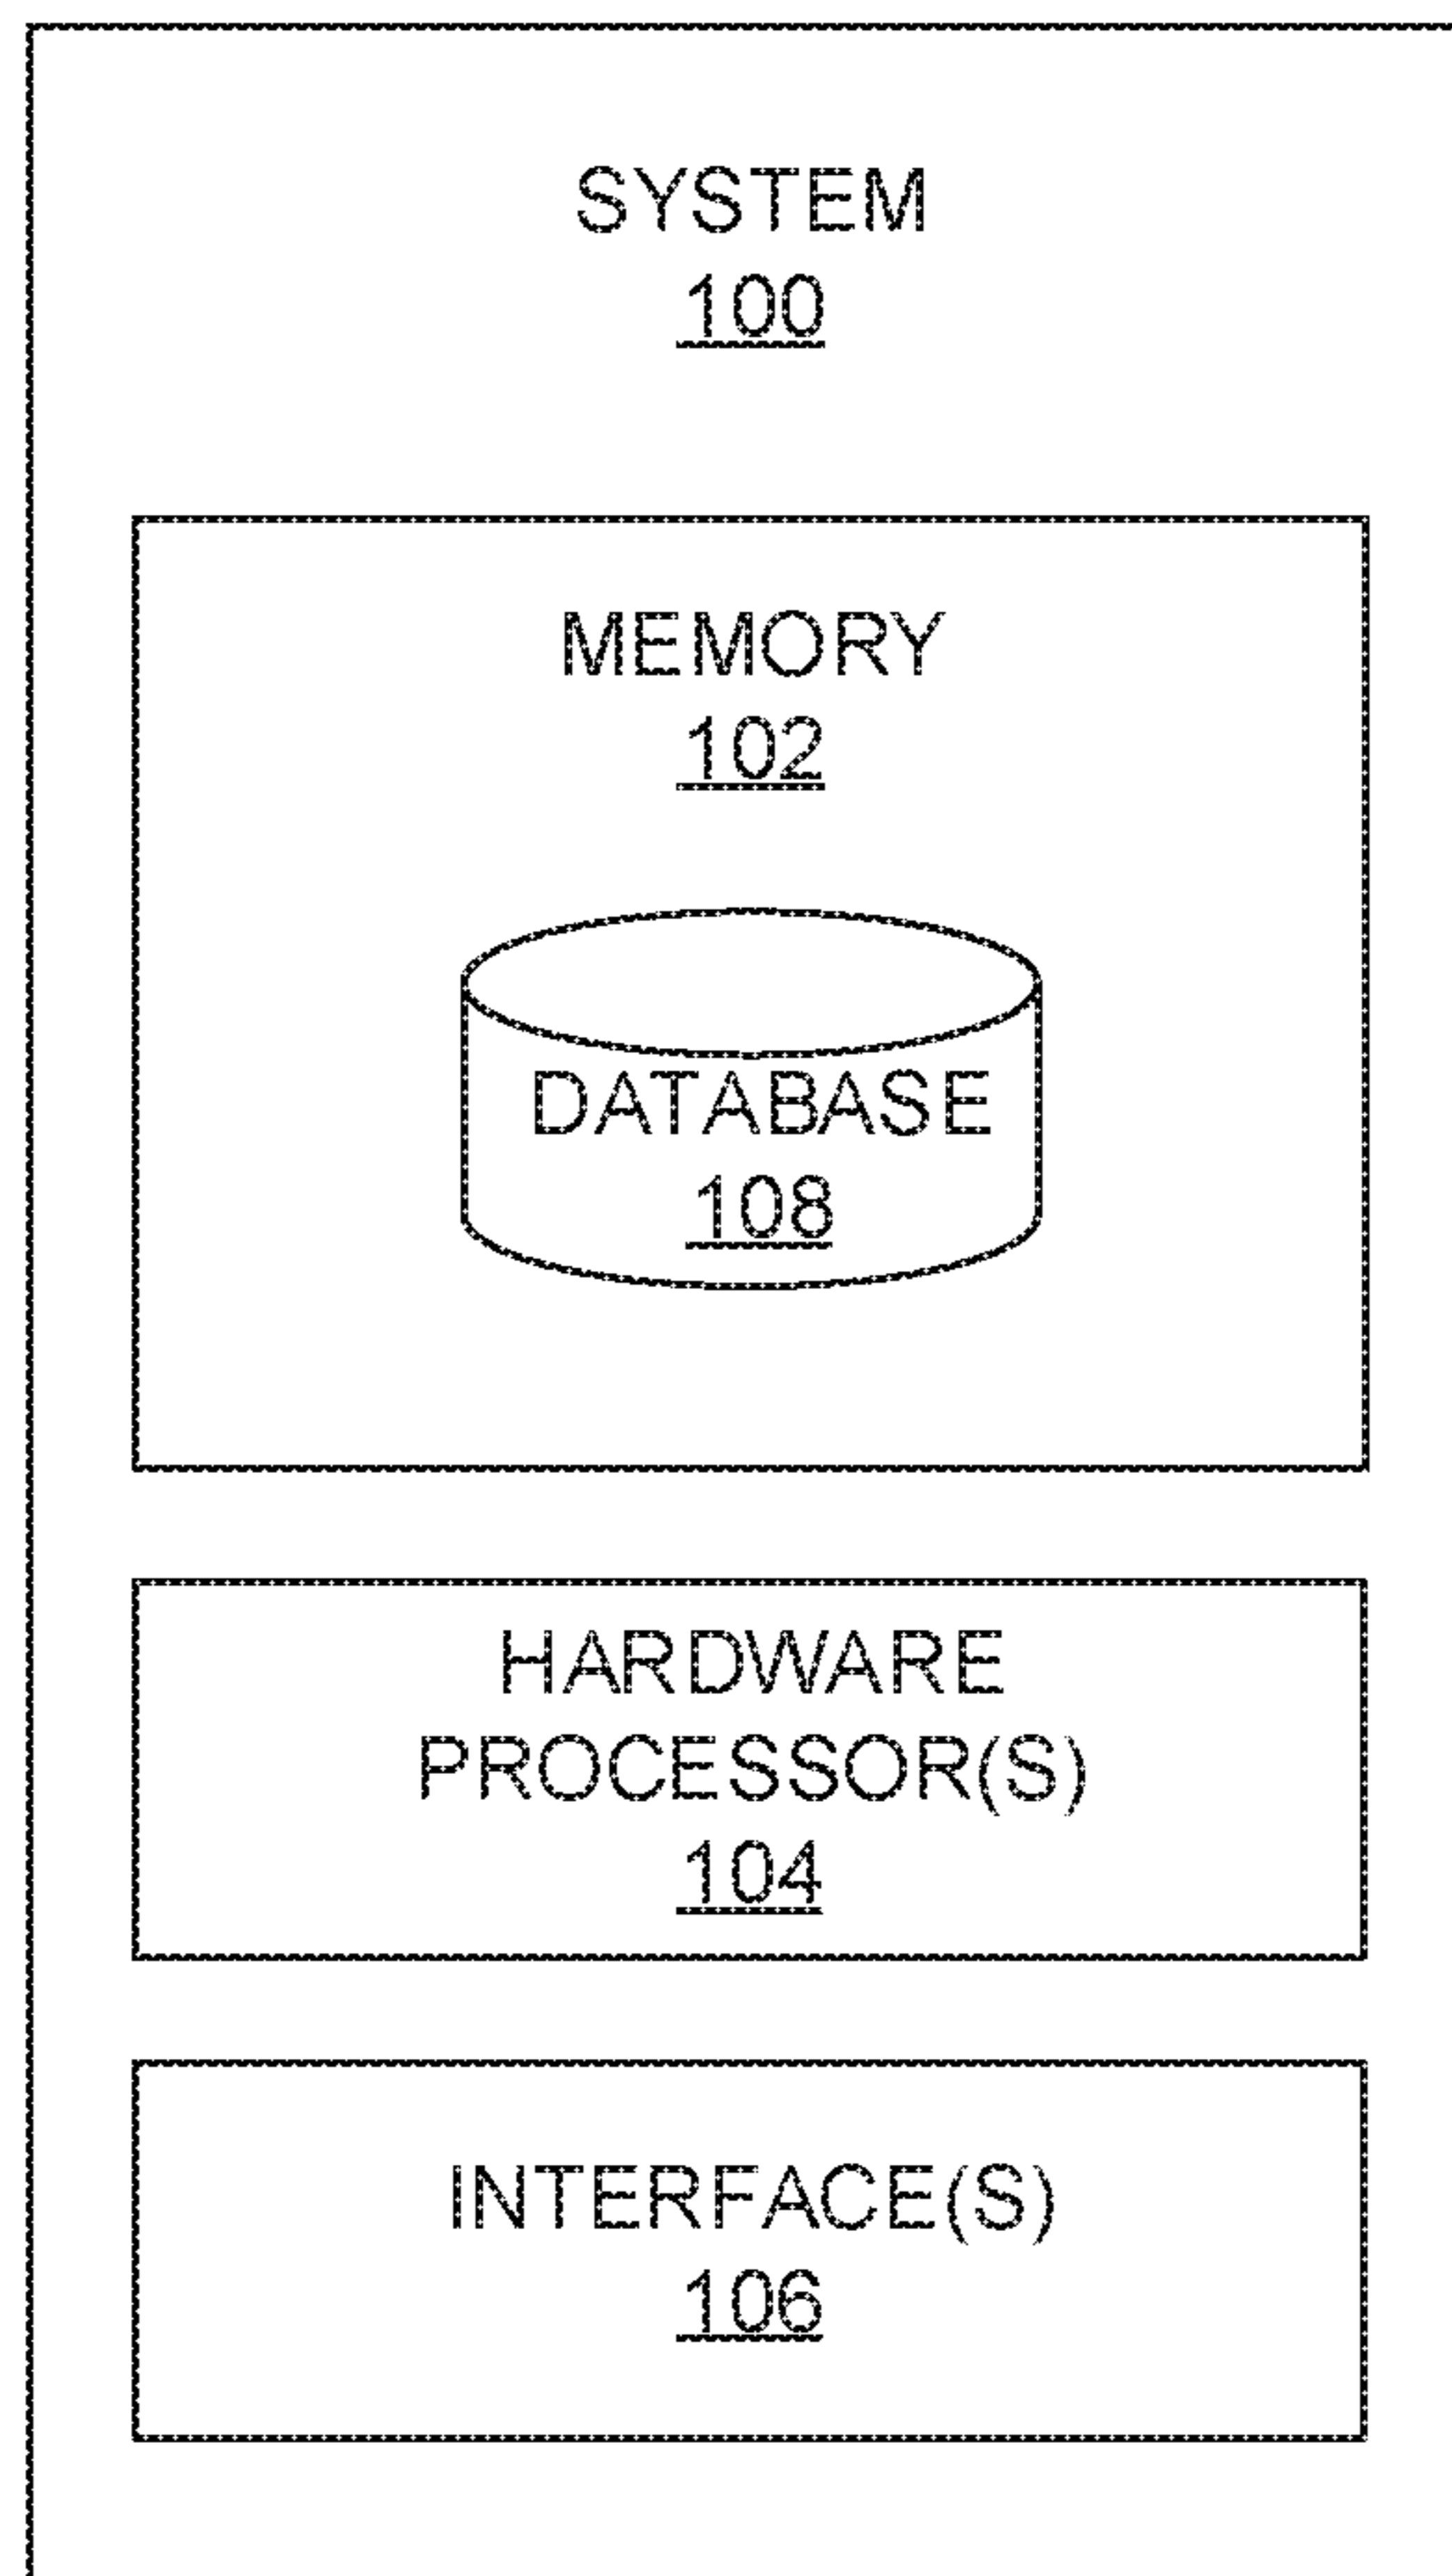 SYSTEM
100
MEMORY
102
DATABASE
108
HARDWARE
PROCESSOR(S)
104
INTERFACE(S)
106